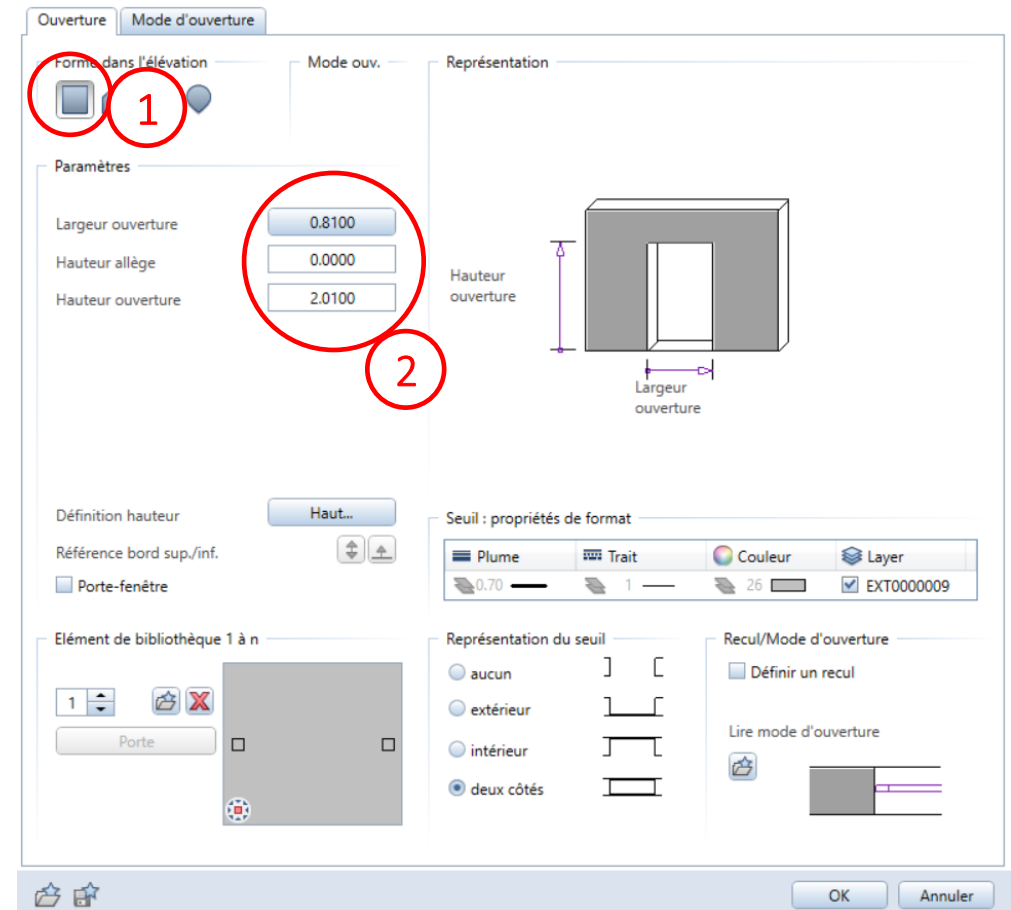 Ouverture
Mode d'ouverture
Forme dans l'élévation
Mode ouv.
Représentation
1
Paramètres
Largeur ouverture
0.8100
Hauteur allège
0.0000
Hauteur ouverture
2.0100
2
Hauteur
ouverture
Largeur
ouverture
Définition hauteur
Haut...
Référence bord sup./inf.
Porte-fenêtre
Seuil : propriétés de format
Plume
Trait
Couleur
Layer
0.70
1
26
EXT0000009
Elément de bibliothèque 1 à n
1
Porte
Représentation du seuil
aucun
extérieur
intérieur
deux côtés
Recul/Mode d'ouverture
Définir un recul
Lire mode d'ouverture
OK
Annuler